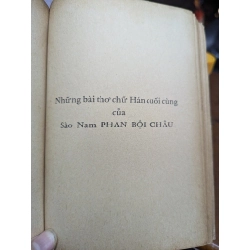 Những bài thơ chữ Hán cuối cùng
của
Sào Nam PHAN BỘI CHÂU